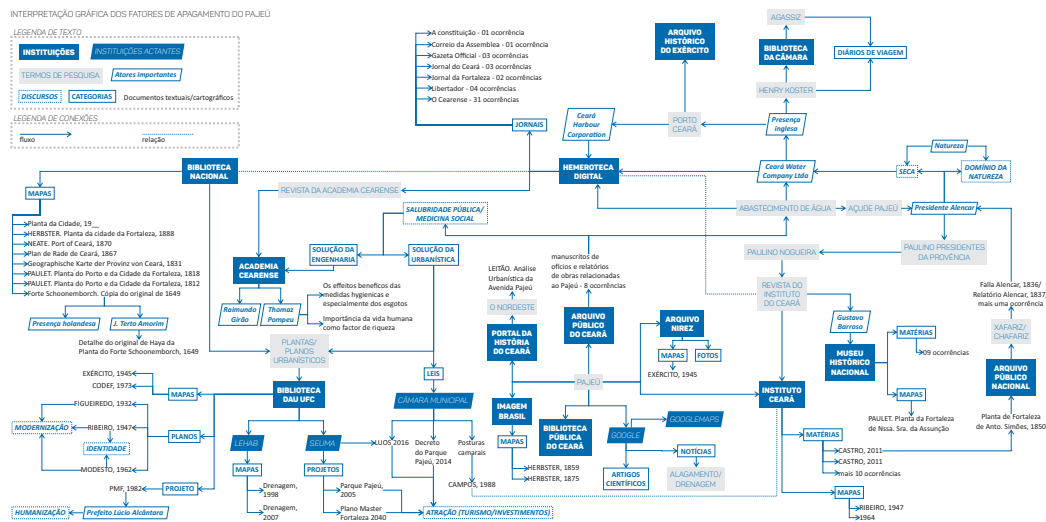 INTERPRETAÇÃO GRÁFICA DOS FATORES DE APAGAMENTO DO PAJEÚ
LEGENDA DE TEXTO
INSTITUIÇÕES
INSTITUIÇÕES ACTANTES
TERMOS DE PESQUISA
Atores importantes
DISCURSOS
CATEGORIAS
Documentos textuais/cartográficos
LEGENDA DE CONEXÕES
fluxo
relação
A constituição - 01 ocorrência
Correio da Assembleia - 01 ocorrência
Gazeta Official - 03 ocorrências
Jornal do Ceará - 03 ocorrências
Jornal da Fortaleza - 02 ocorrências
Libertador - 04 ocorrências
O Cearense - 31 ocorrências
JORNAIS
ARQUIVO
HISTÓRICO
DO EXÉRCITO
AGASSIZ
BIBLIOTECA
DA CÂMARA
DIÁRIOS DE VIAGEM
HENRY KOSTER
Ceará
Harbour
Corporation
PORTO
CEARÁ
Presença
inglesa
BIBLIOTECA
NACIONAL
HEMEROTECA
DIGITAL
Ceará Water
Company Ltda
Natureza
SECA
DOMÍNIO DA
NATUREZA
MAPAS
REVISTA DA ACADEMIA CEARENSE
SALUBRIDADE PÚBLICA/
MEDICINA SOCIAL
ABASTECIMENTO DE ÁGUA
AÇUDE PAJEÚ
Presidente Alencar
Planta da Cidade, 19__
HERBSTER. Planta da cidade da Fortaleza, 1888
NEATE. Port of Ceará, 1870
Plan de Rade de Ceará, 1867
Geographische Karte der Provinz von Ceará, 1831
PAULET. Planta do Porto e da Cidade da Fortaleza, 1818
PAULET. Planta do Porto e da Cidade da Fortaleza, 1812
Forte Schoonemborch. Cópia do original de 1649
Presença holandesa
J. Terto Amorim
Detalhe do original de Haya da
Planta do Forte Schoonemborch, 1649
SOLUÇÃO DA
ENGENHARIA
SOLUÇÃO DA
URBANÍSTICA
ACADEMIA
CEARENSE
Raimundo
Girão
Thomaz
Pompeu
Os effeitos beneficos das
medidas hygienicas e
especialmente dos esgotos
Importância da vida humana
como factor de riqueza
LEITÃO. Análise
Urbanística da
Avenida Pajeú
manuscritos de
ofícios e relatórios
de obras relacionadas
ao Pajeú - 8 ocorrências
PAULINO NOGUEIRA
PAULINO PRESIDENTES
DA PROVÊNCIA
REVISTA DO
INSTITUTO
DO CEARÁ
Falla Alencar, 1836/
Relatório Alencar, 1837,
mais uma ocorrência
O NORDESTE
PORTAL DA
HISTÓRIA
DO CEARÁ
ARQUIVO
PÚBLICO
DO CEARÁ
ARQUIVO
NIREZ
MAPAS
FOTOS
EXÉRCITO, 1945
Gustavo
Barroso
MUSEU
HISTÓRICO
NACIONAL
MATÉRIAS
09 ocorrências
MAPAS
PAULET. Planta da Fortaleza
de Nssa. Sra. da Assunção
XAFARIZ/
CHAFARIZ
ARQUIVO
PÚBLICO
NACIONAL
Planta de Fortaleza
de Anto. Simões, 1850
PLANTAS/
PLANOS
URBANÍSTICOS
EXÉRCITO, 1945
CODEF, 1973
MAPAS
BIBLIOTECA
DAU UFC
LEIS
CÂMARA MUNICIPAL
PAJEÚ
INSTITUTO
CEARÁ
FIGUEIREDO, 1932
MODERNIZAÇÃO
RIBEIRO, 1947
PLANOS
IDENTIDADE
MODESTO, 1962
PMF, 1982
PROJETO
HUMANIZAÇÃO
Prefeito Lúcio Alcântara
LEHAB
SEUMA
MAPAS
PROJETOS
Drenagem,
1998
Drenagem,
2007
Parque Pajeú,
2005
Plano Master
Fortaleza 2040
LUOS 2016
Decreto
do Parque
Pajeú, 2014
Posturas
camarais
CAMPOS, 1988
ATRAÇÃO (TURISMO/INVESTIMENTOS)
IMAGEM
BRASIL
MAPAS
HERBSTER, 1859
HERBSTER, 1875
BIBLIOTECA
PÚBLICA
DO CEARÁ
GOOGLEMAPS
GOOGLE
NOTÍCIAS
ARTIGOS
CIENTÍFICOS
ALAGAMENTO/
DRENAGEM
MATÉRIAS
CASTRO, 2011
CASTRO, 2011
mais 10 ocorrências
MAPAS
RIBEIRO, 1947
1964